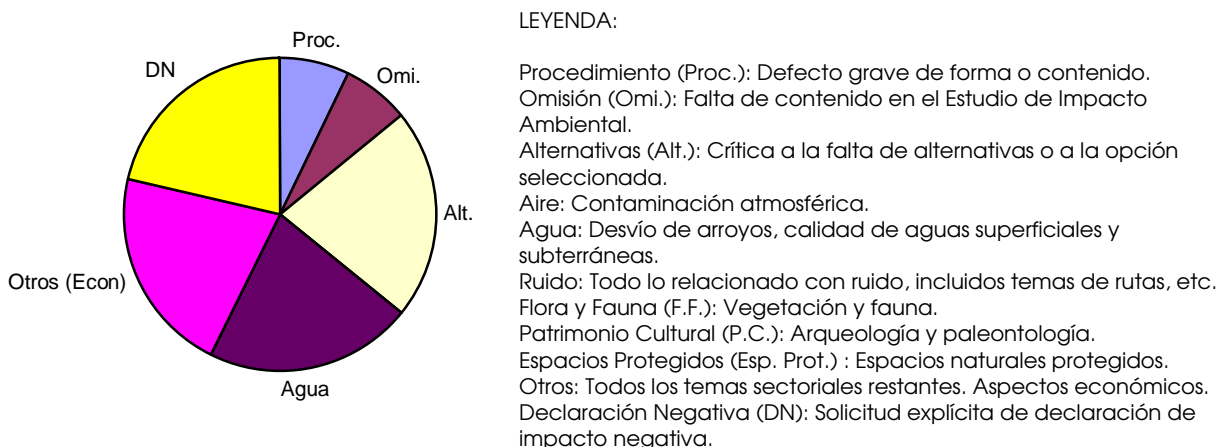 Proc.
DN
Omi.
Alt.
Otros (Econ)
Agua
LEYENDA:
Procedimiento (Proc.): Defecto grave de forma o contenido.
Omisión (Omi.): Falta de contenido en el Estudio de Impacto
Ambiental.
Alternativas (Alt.): Crítica a la falta de alternativas o a la opción
seleccionada.
Aire: Contaminación atmosférica.
Agua: Desvío de arroyos, calidad de aguas superficiales y
subterráneas.
Ruido: Todo lo relacionado con ruido, incluidos temas de rutas, etc.
Flora y Fauna (F.F.): Vegetación y fauna.
Patrimonio Cultural (P.C.): Arqueología y paleontología.
Espacios Protegidos (Esp. Prot.) : Espacios naturales protegidos.
Otros: Todos los temas sectoriales restantes. Aspectos económicos.
Declaración Negativa (DN): Solicitud explícita de declaración de
impacto negativa.